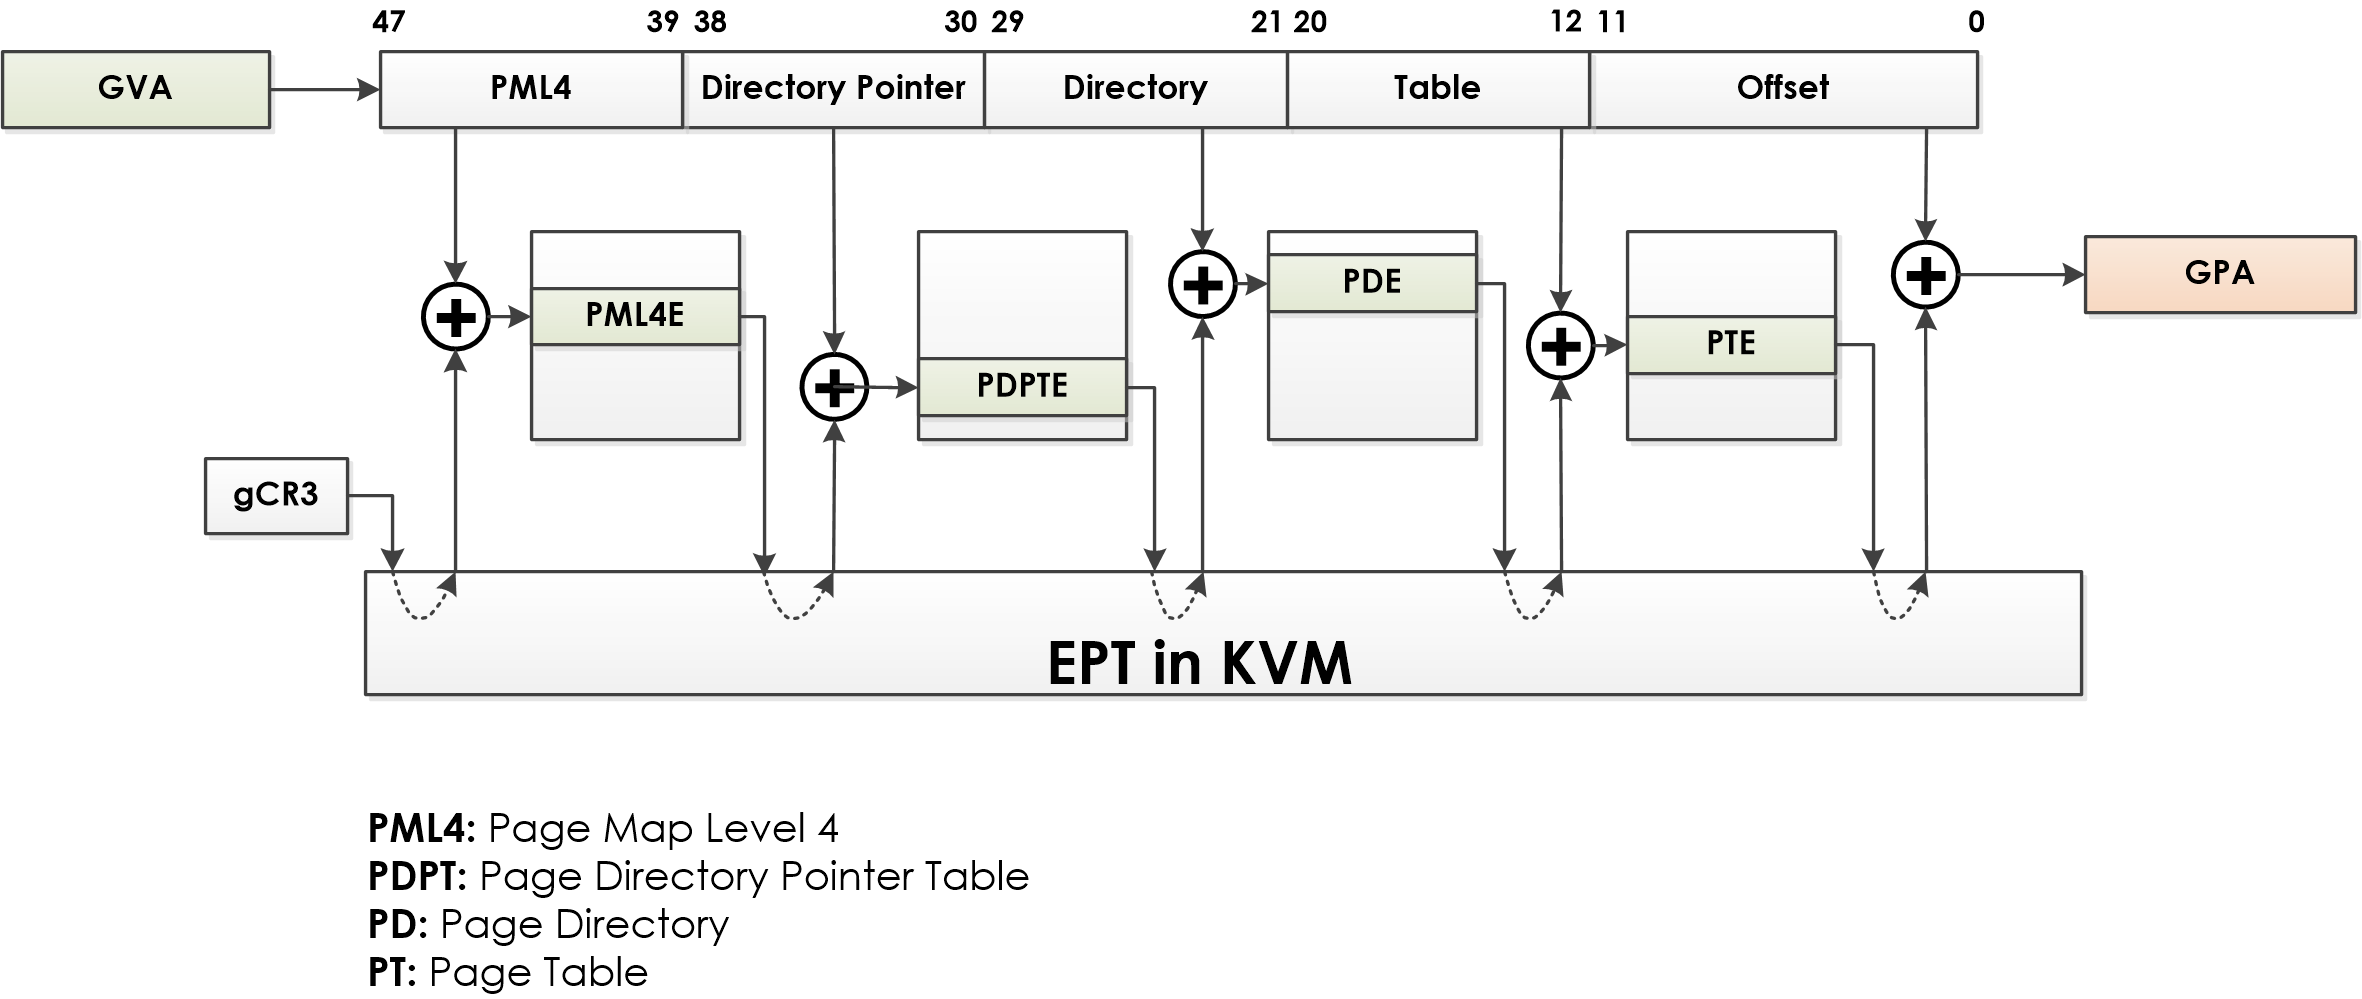 47 39 38 30 29 21 20 12 11 0
GVA PML4 Directory Pointer Directory Table Offset
PML4E PDPTE PDE PTE GPA
gCR3
EPT in KVM
PML4: Page Map Level 4
PDPT: Page Directory Pointer Table
PD: Page Directory
PT: Page Table